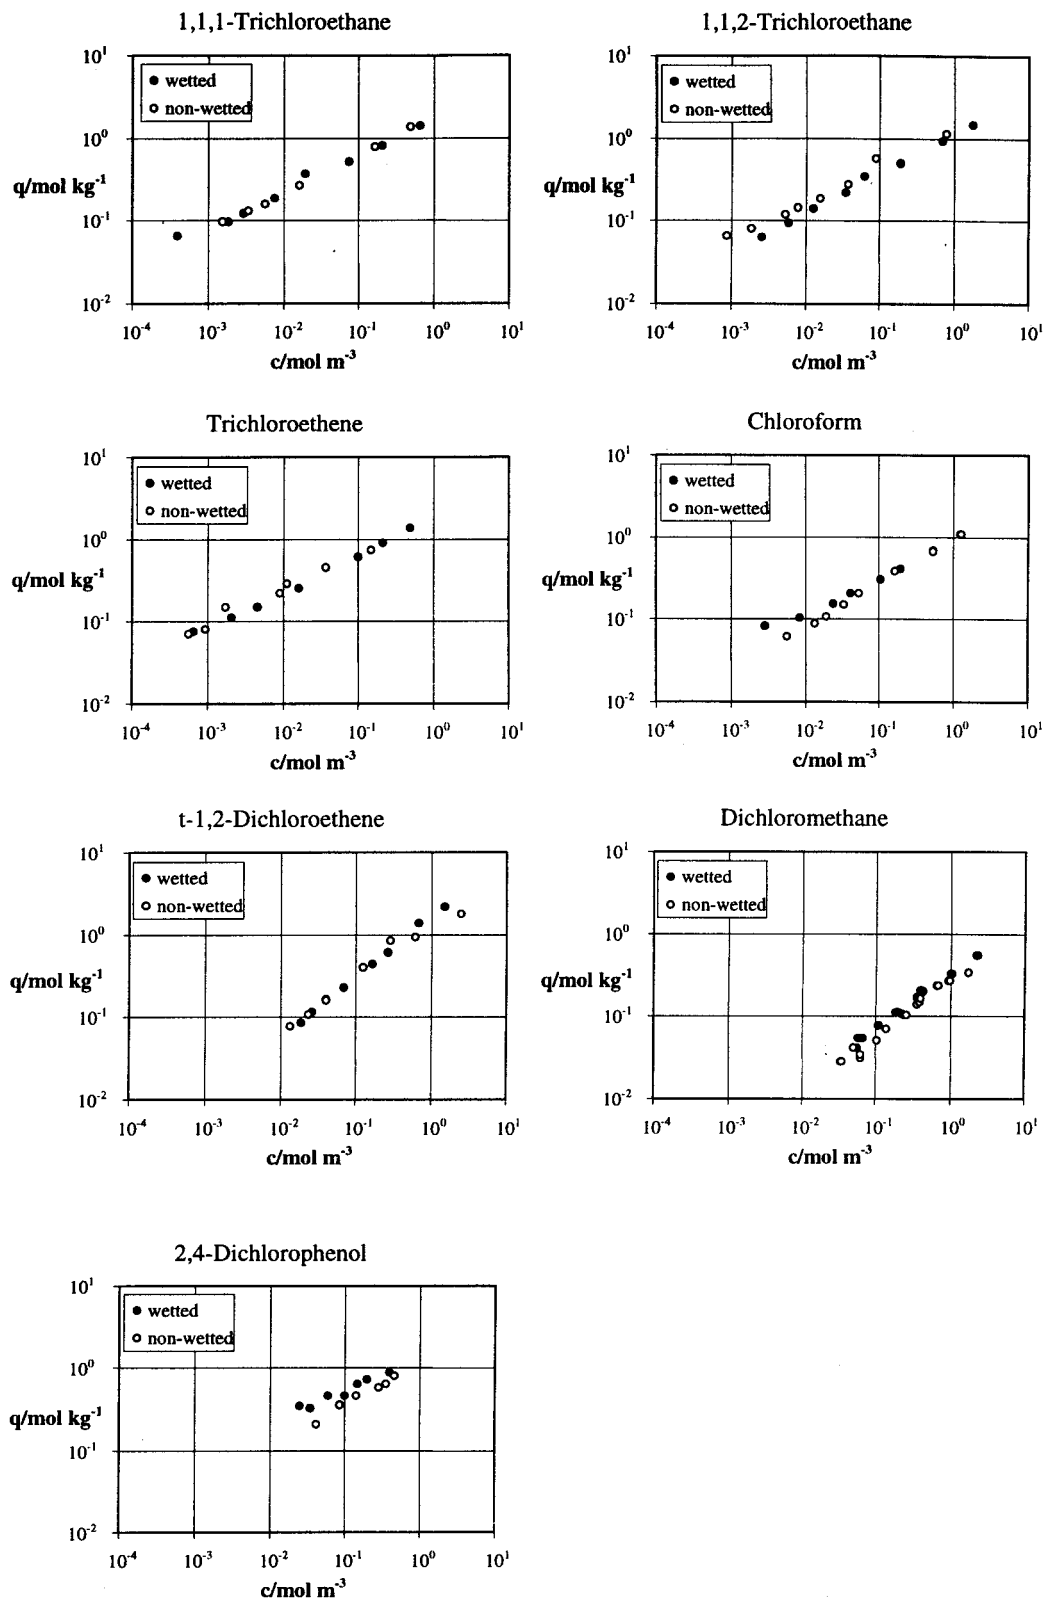 1,1,1-Trichloroethane
10¹
10⁰
10⁻¹
10⁻²
q/mol kg⁻¹
wetted
non-wetted
10⁻⁴ 10⁻³ 10⁻² 10⁻¹ 10⁰ 10¹
c/mol m⁻³
1,1,2-Trichloroethane
10¹
10⁰
10⁻¹
10⁻²
q/mol kg⁻¹
wetted
non-wetted
10⁻⁴ 10⁻³ 10⁻² 10⁻¹ 10⁰ 10¹
c/mol m⁻³
Trichloroethene
10¹
10⁰
10⁻¹
10⁻²
q/mol kg⁻¹
wetted
non-wetted
10⁻⁴ 10⁻³ 10⁻² 10⁻¹ 10⁰ 10¹
c/mol m⁻³
Chloroform
10¹
10⁰
10⁻¹
10⁻²
q/mol kg⁻¹
wetted
non-wetted
10⁻⁴ 10⁻³ 10⁻² 10⁻¹ 10⁰ 10¹
c/mol m⁻³
t-1,2-Dichloroethene
10¹
10⁰
10⁻¹
10⁻²
q/mol kg⁻¹
wetted
non-wetted
10⁻⁴ 10⁻³ 10⁻² 10⁻¹ 10⁰ 10¹
c/mol m⁻³
Dichloromethane
10¹
10⁰
10⁻¹
10⁻²
q/mol kg⁻¹
wetted
non-wetted
10⁻⁴ 10⁻³ 10⁻² 10⁻¹ 10⁰ 10¹
c/mol m⁻³
2,4-Dichlorophenol
10¹
10⁰
10⁻¹
10⁻²
q/mol kg⁻¹
wetted
non-wetted
10⁻⁴ 10⁻³ 10⁻² 10⁻¹ 10⁰ 10¹
c/mol m⁻³